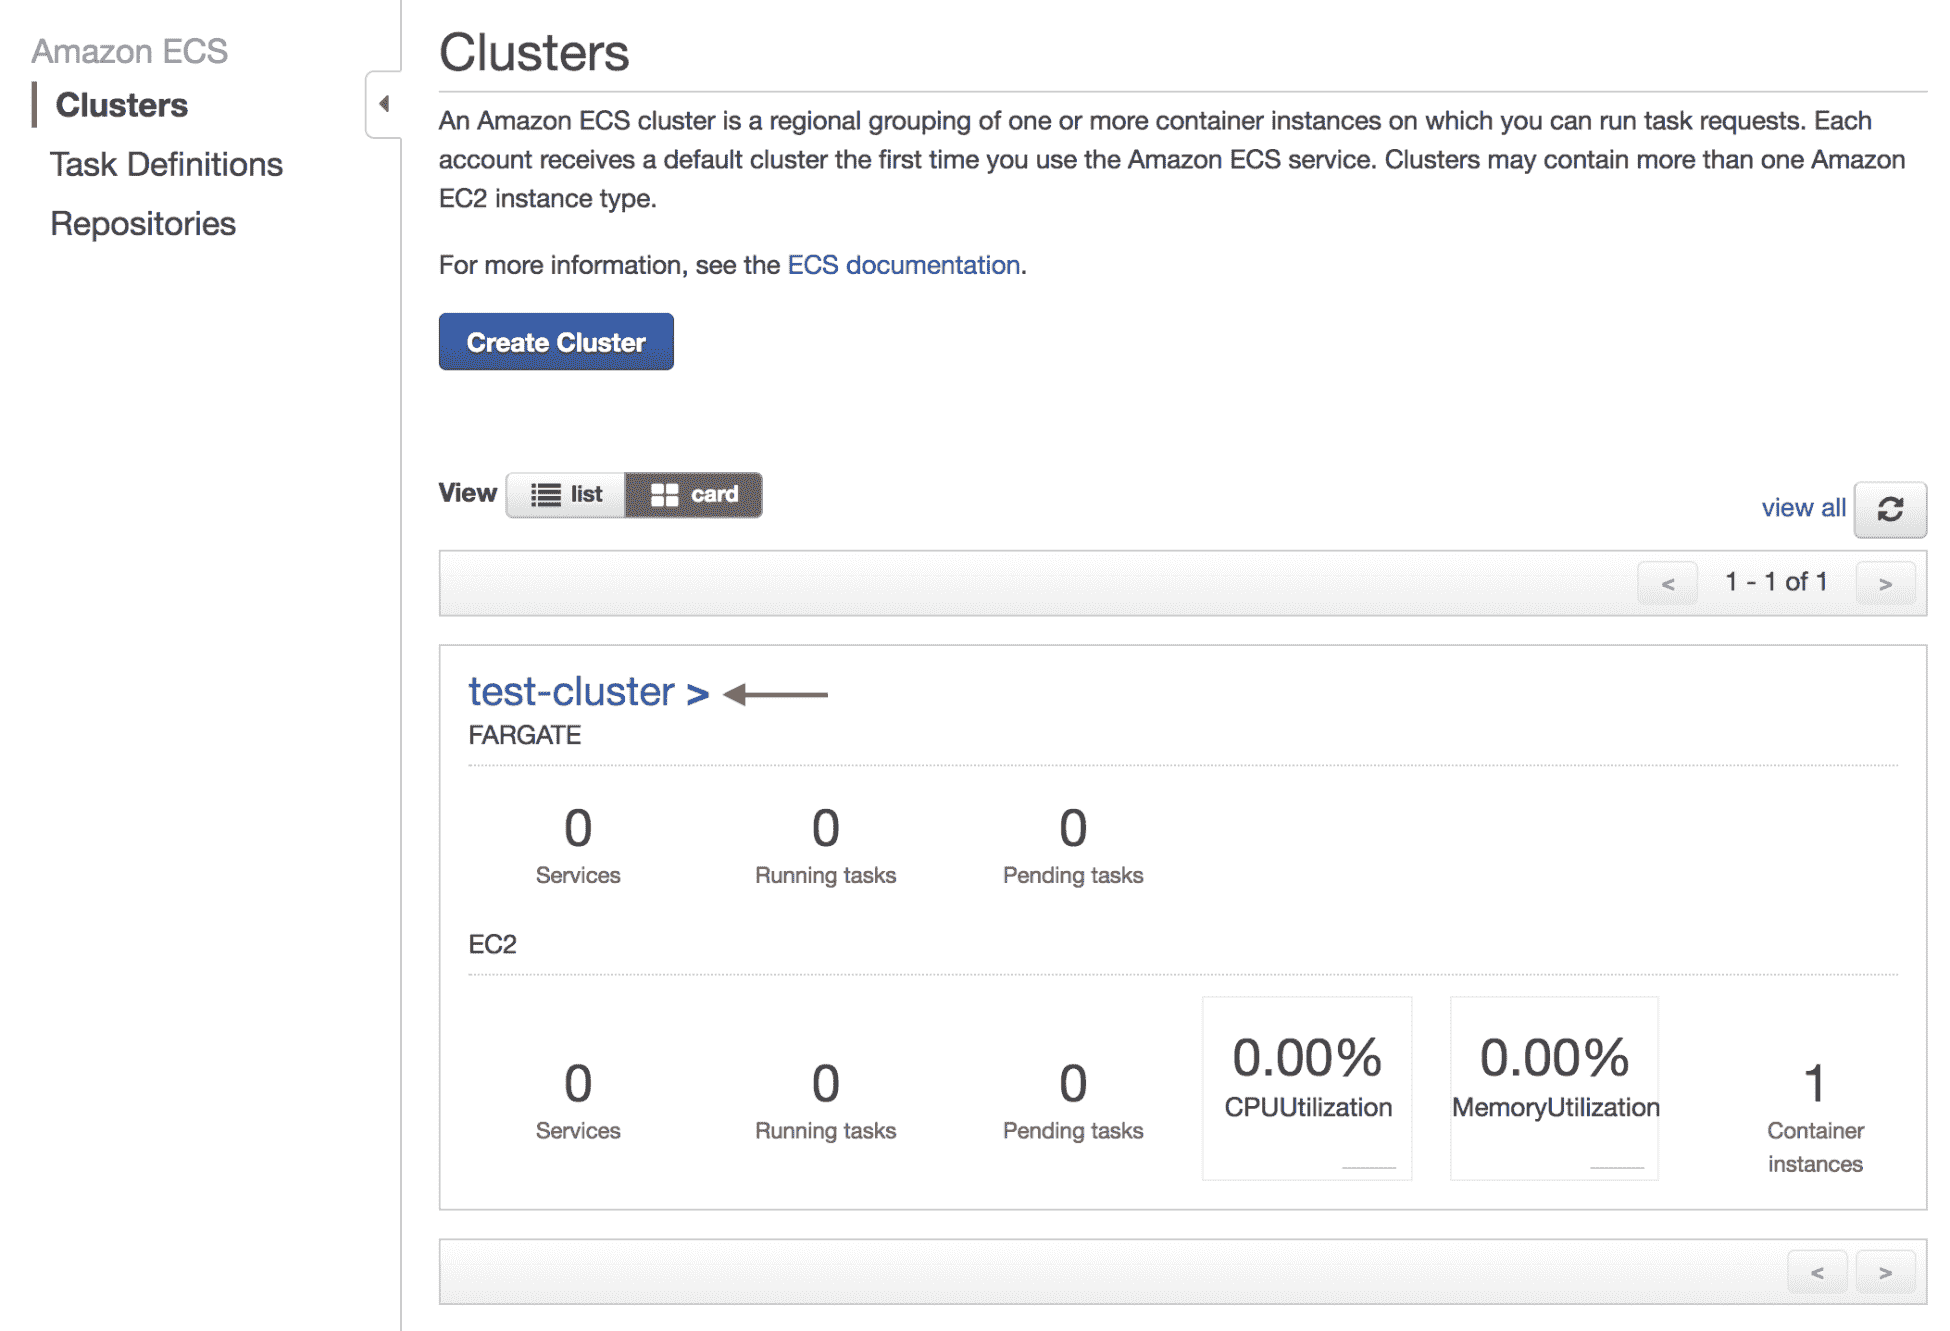 Amazon ECS
Clusters
Task Definitions
Repositories
Clusters
An Amazon ECS cluster is a regional grouping of one or more container instances on which you can run task requests. Each
account receives a default cluster the first time you use the Amazon ECS service. Clusters may contain more than one Amazon
EC2 instance type.
For more information, see the ECS documentation.
Create Cluster
View list card
view all
< 1 - 1 of 1 >
test-cluster >
FARGATE
0 0 0
Services Running tasks Pending tasks
EC2
0 0 0 0.00% 0.00% 1
Services Running tasks Pending tasks CPUUtilization MemoryUtilization Container
instances
< >